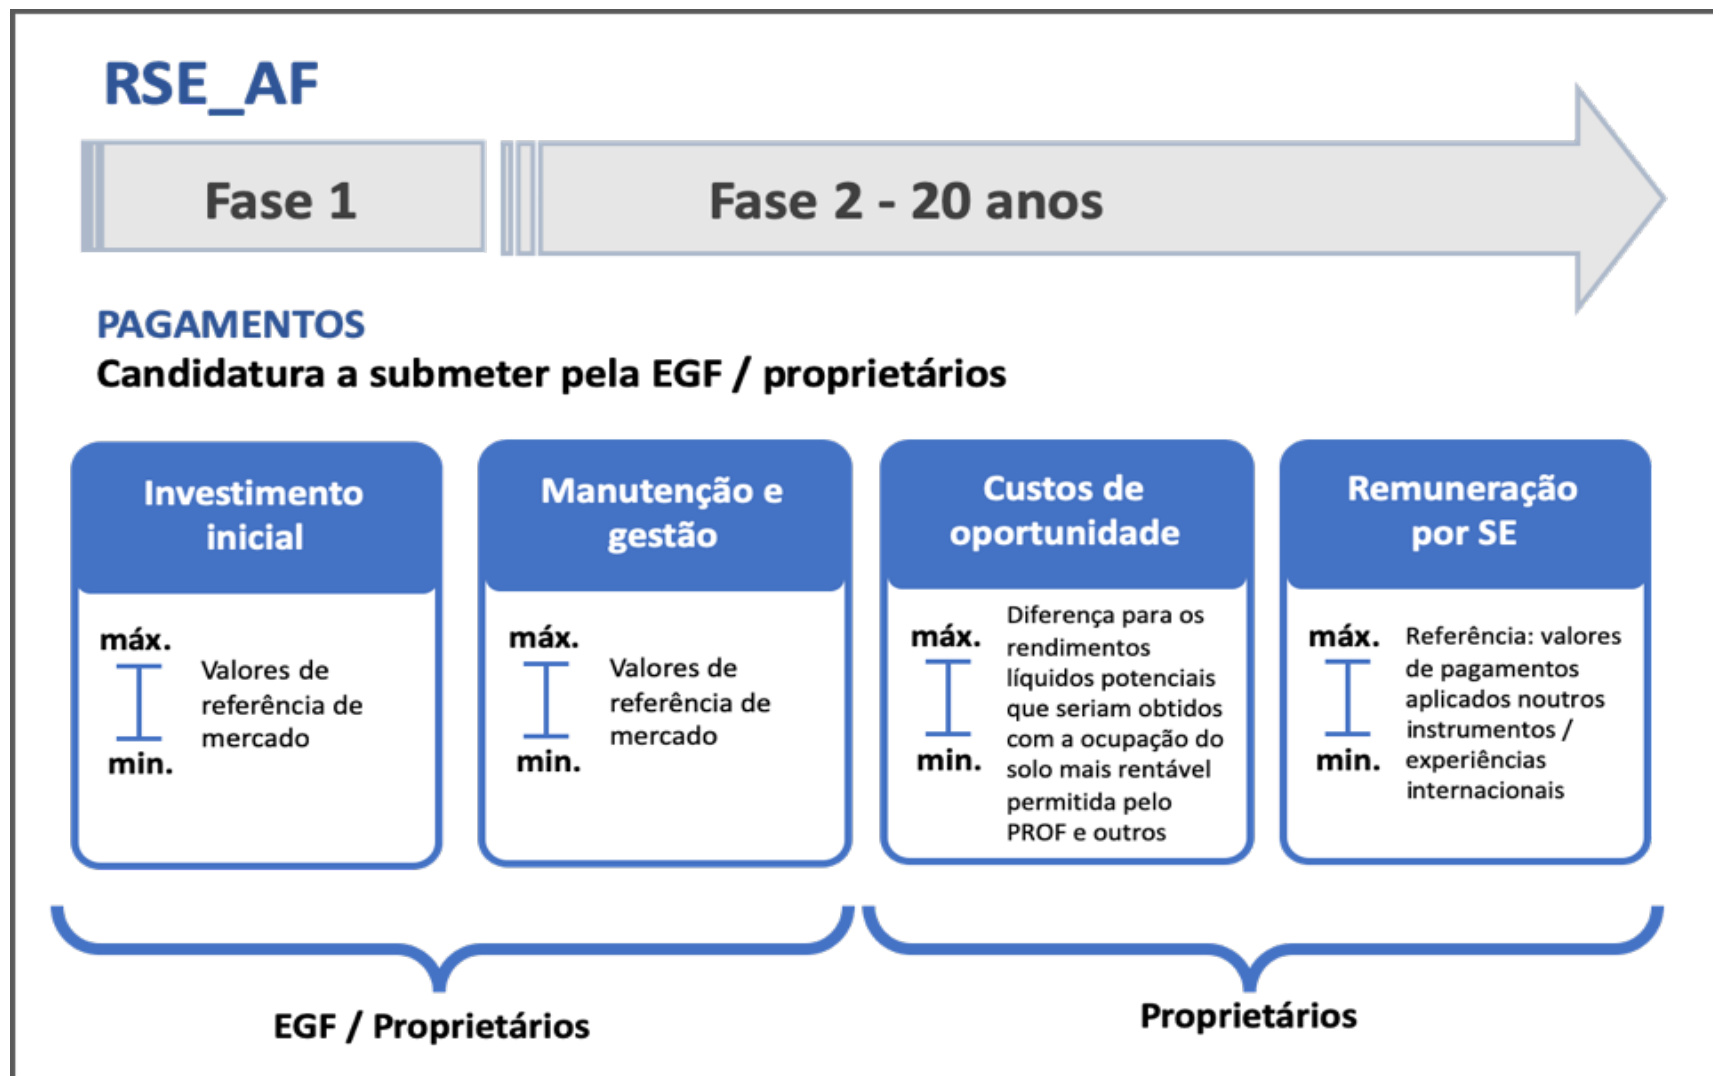 RSE_AF
Fase 1
Fase 2 - 20 anos
PAGAMENTOS
Candidatura a submeter pela EGF / proprietários
Investimento
inicial
máx.
min.
Valores de
referência de
mercado
Manutenção e
gestão
máx.
min.
Valores de
referência de
mercado
Custos de
oportunidade
máx.
min.
Diferença para os
rendimentos
líquidos potenciais
que seriam obtidos
com a ocupação do
solo mais rentável
permitida pelo
PROF e outros
Remuneração
por SE
máx.
min.
Referência: valores
de pagamentos
aplicados noutros
instrumentos /
experiências
internacionais
EGF / Proprietários
Proprietários